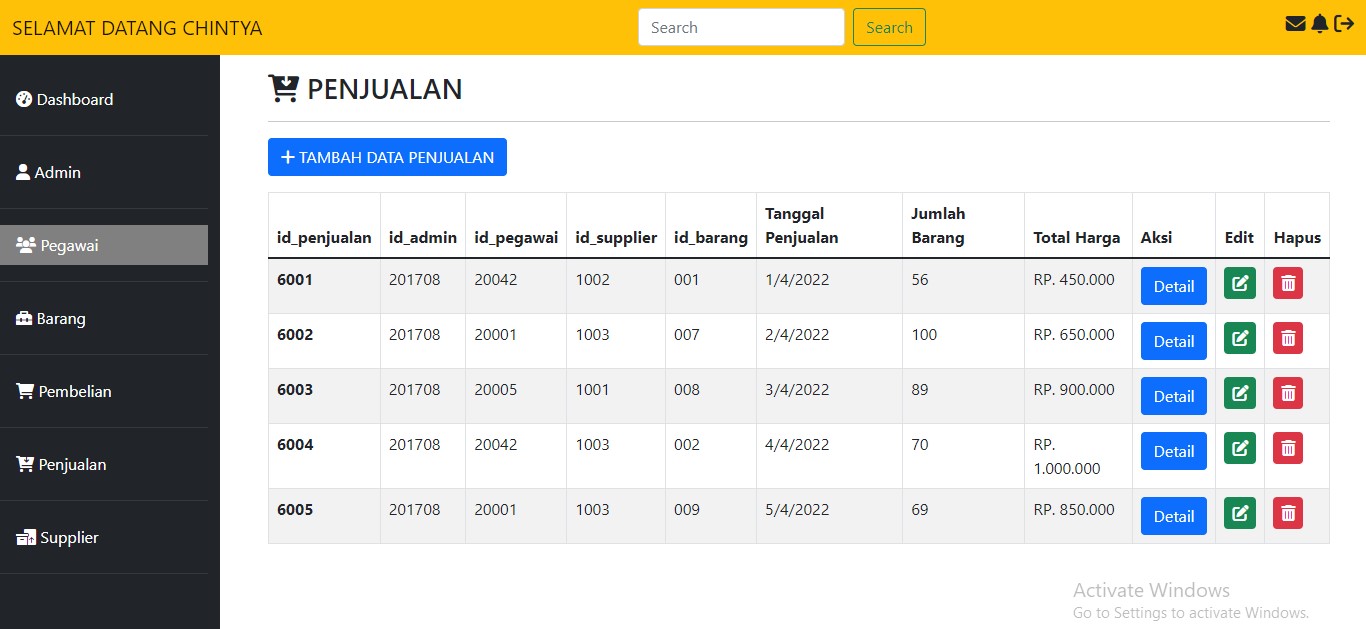 SELAMAT DATANG CHINTYA
Search
Search
Dashboard
Admin
Pegawai
Barang
Pembelian
Penjualan
Supplier
PENJUALAN
+ TAMBAH DATA PENJUALAN
id_penjualan id_admin id_pegawai id_supplier id_barang Tanggal Penjualan Jumlah Barang Total Harga Aksi Edit Hapus
6001 201708 20042 1002 001 1/4/2022 56 RP. 450.000 Detail
6002 201708 20001 1003 007 2/4/2022 100 RP. 650.000 Detail
6003 201708 20005 1001 008 3/4/2022 89 RP. 900.000 Detail
6004 201708 20042 1003 002 4/4/2022 70 RP. 1.000.000 Detail
6005 201708 20001 1003 009 5/4/2022 69 RP. 850.000 Detail
Activate Windows
Go to Settings to activate Windows.